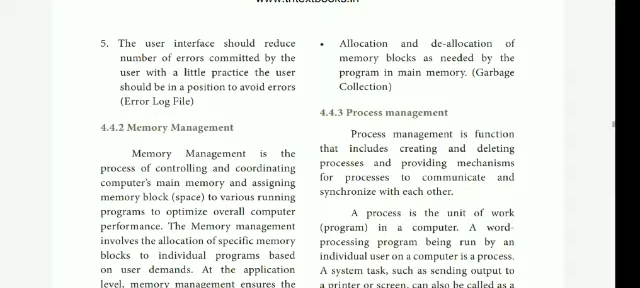 www.tntextbooks.in
5. The user interface should reduce
number of errors committed by the
user with a little practice the user
should be in a position to avoid errors
(Error Log File)
4.4.2 Memory Management
Memory Management is the
process of controlling and coordinating
computer's main memory and assigning
memory block (space) to various running
programs to optimize overall computer
performance. The Memory management
involves the allocation of specific memory
blocks to individual programs based
on user demands. At the application
level, memory management ensures the
• Allocation and de-allocation of
memory blocks as needed by the
program in main memory. (Garbage
Collection)
4.4.3 Process management
Process management is function
that includes creating and deleting
processes and providing mechanisms
for processes to communicate and
synchronize with each other.
A process is the unit of work
(program) in a computer. A word-
processing program being run by an
individual user on a computer is a process.
A system task, such as sending output to
a printer or screen, can also be called as a